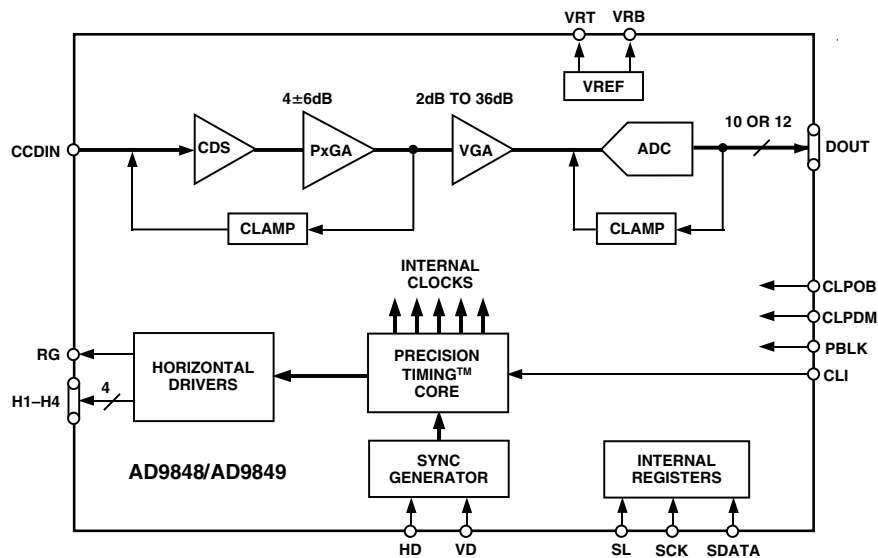 VRT
VRB
VREF
4±6dB
2dB TO 36dB
10 OR 12
CCDIN
CDS
PxGA
VGA
ADC
DOUT
CLAMP
CLAMP
INTERNAL
CLOCKS
CLPOB
CLPDM
PBLK
CLI
RG
HORIZONTAL
DRIVERS
PRECISION
TIMING™
CORE
H1–H4
4
AD9848/AD9849
SYNC
GENERATOR
INTERNAL
REGISTERS
HD
VD
SL
SCK
SDATA